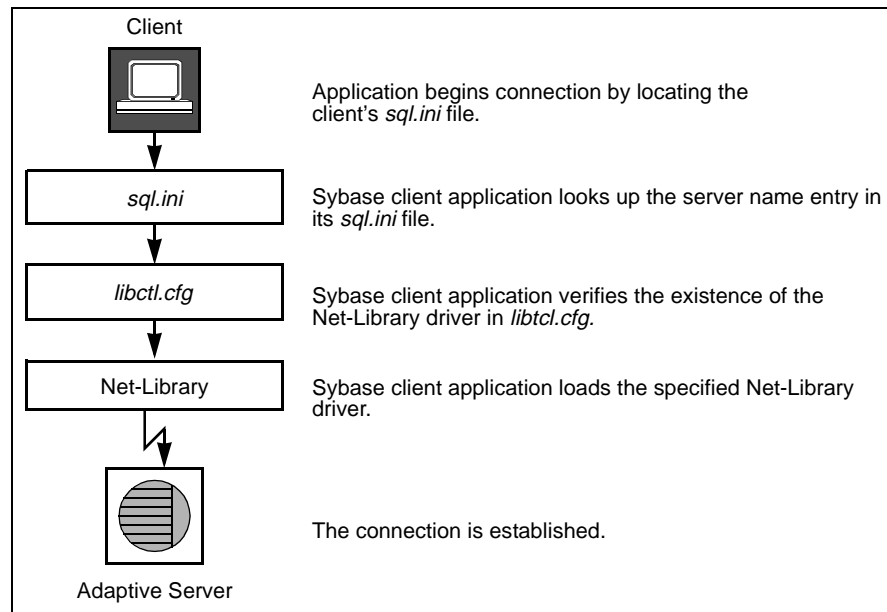 Client
Application begins connection by locating the
client's sql.ini file.
sql.ini
Sybase client application looks up the server name entry in
its sql.ini file.
libctl.cfg
Sybase client application verifies the existence of the
Net-Library driver in libtcl.cfg.
Net-Library
Sybase client application loads the specified Net-Library
driver.
The connection is established.
Adaptive Server